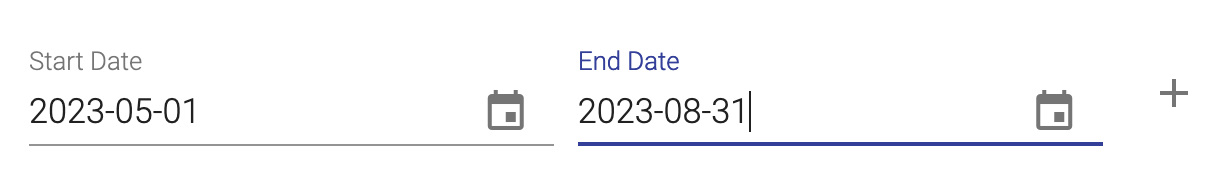 Start Date
2023-05-01
End Date
2023-08-31